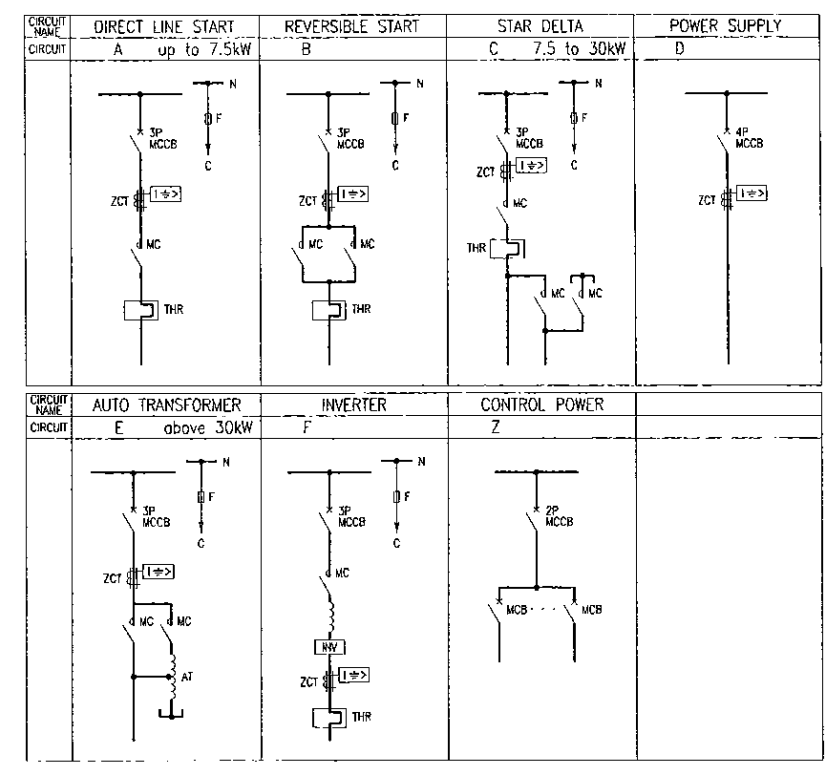 CIRCUIT NAME DIRECT LINE START REVERSIBLE START STAR DELTA POWER SUPPLY
CIRCUIT A up to 7.5kW B C 7.5 to 30kW D
N N N
F F F
3P MCCB 3P MCCB 3P MCCB 4P MCCB
C C C
ZCT I > ZCT I > ZCT I > ZCT I >
MC MC MC MC
THR
THR THR MC MC
CIRCUIT NAME AUTO TRANSFORMER INVERTER CONTROL POWER
CIRCUIT E above 30kW F Z
N N
F F
3P MCCB 3P MCCB 2P MCCB
C C
ZCT I > MC
MC MC MCB MCB
INV
AT ZCT I >
THR